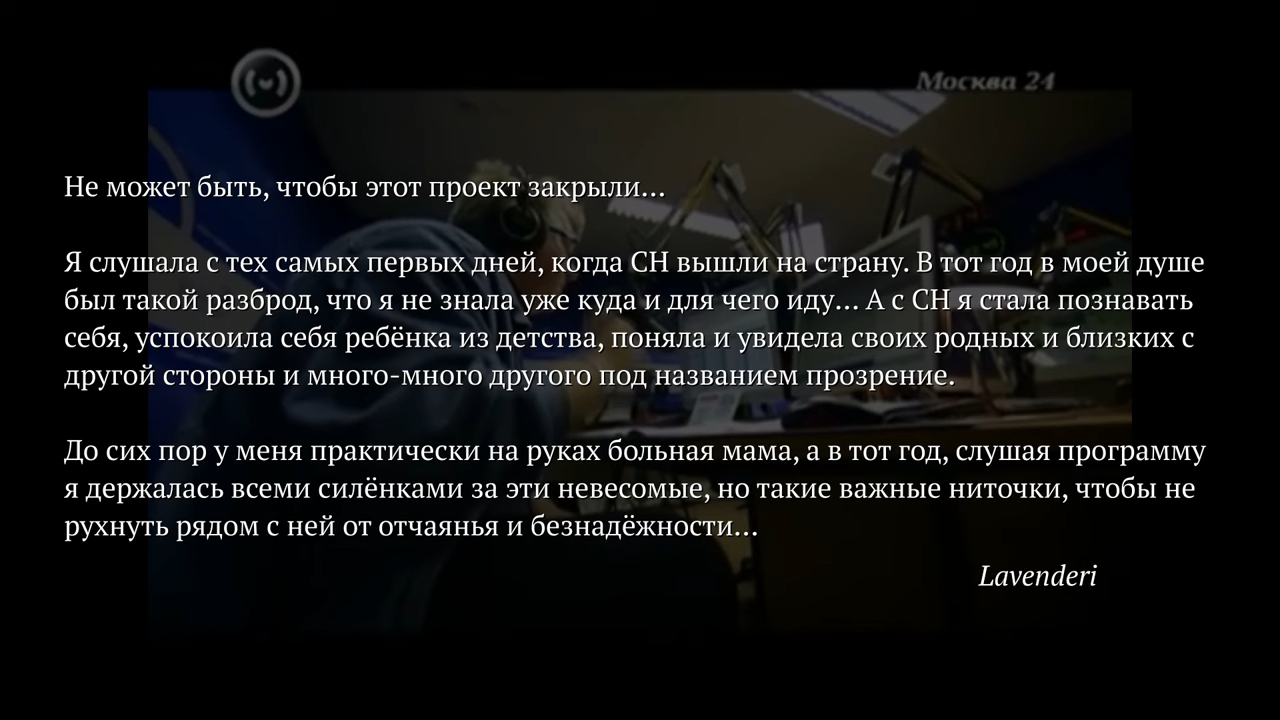 Москва 24
Не может быть, чтобы этот проект закрыли...
Я слушала с тех самых первых дней, когда СН вышли на страну. В тот год в моей душе
был такой разброд, что я не знала уже куда и для чего иду... А с СН я стала познавать
себя, успокоила себя ребёнка из детства, поняла и увидела своих родных и близких с
другой стороны и много-много другого под названием прозрение.
До сих пор у меня практически на руках больная мама, а в тот год, слушая программу
я держалась всеми силёнками за эти невесомые, но такие важные ниточки, чтобы не
рухнуть рядом с ней от отчаянья и безнадёжности...
Lavenderi